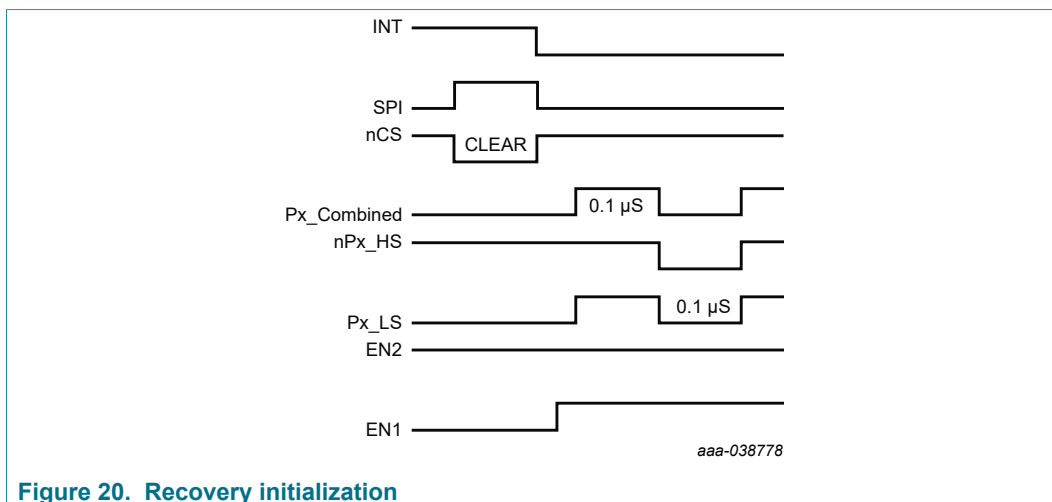 INT
SPI
nCS
CLEAR
Px_Combined
0.1 µS
nPx_HS
Px_LS
0.1 µS
EN2
EN1
aaa-038778
Figure 20. Recovery initialization